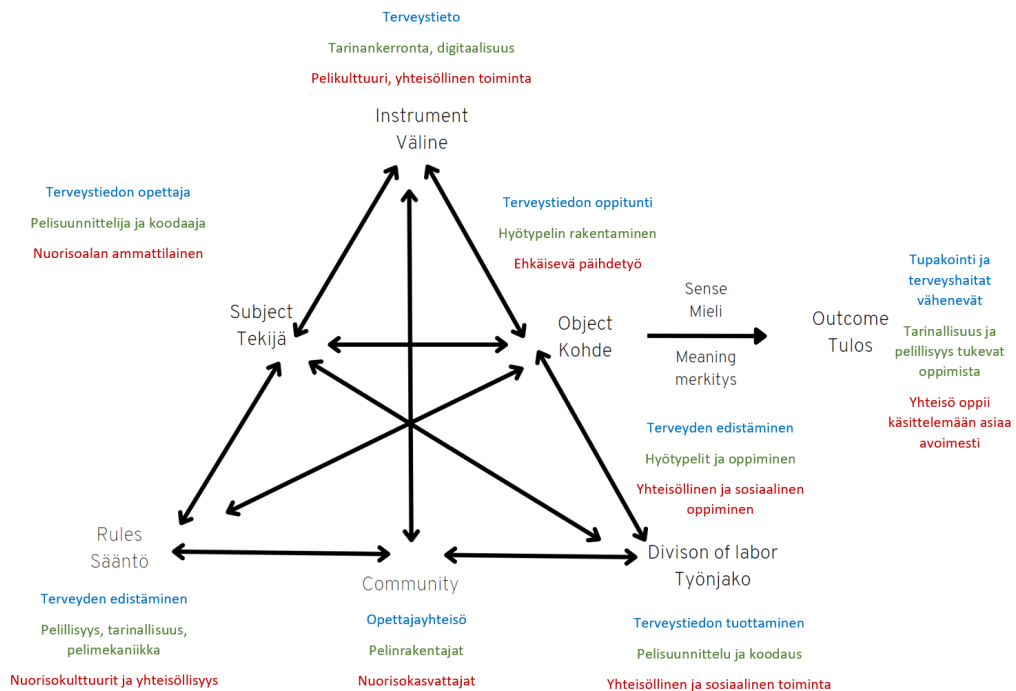 Terveystieto
Tarinankerronta, digitaalisuus
Pelikulttuuri, yhteisöllinen toiminta
Instrument
Väline
Terveystiedon opettaja
Pelisuunnittelija ja koodaaja
Nuorisoalan ammattilainen
Subject
Tekijä
Terveystiedon oppitunti
Hyötypelin rakentaminen
Ehkäisevä päihdetyö
Object
Kohde
Sense
Mieli
Meaning
merkitys
Terveyden edistäminen
Hyötypelit ja oppiminen
Yhteisöllinen ja sosiaalinen
oppiminen
Outcome
Tulos
Tupakointi ja
terveyshaitat
vähenevät
Tarinallisuus ja
pelillisyys tukevat
oppimista
Yhteisö oppii
käsittelemään asiaa
avoimesti
Rules
Sääntö
Terveyden edistäminen
Pelillisyys, tarinallisuus,
pelimekaniikka
Nuorisokulttuurit ja yhteisöllisyys
Community
Opettajayhteisö
Pelinrakentajat
Nuorisokasvattajat
Divison of labor
Työnjako
Terveystiedon tuottaminen
Pelisuunnittelu ja koodaus
Yhteisöllinen ja sosiaalinen toiminta